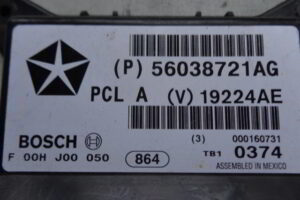 (P) 56038721AG
PCL A (V) 19224AE
BOSCH (3) 000160731
F 00H J00 050 864 TB1 0374
ASSEMBLED IN MEXICO